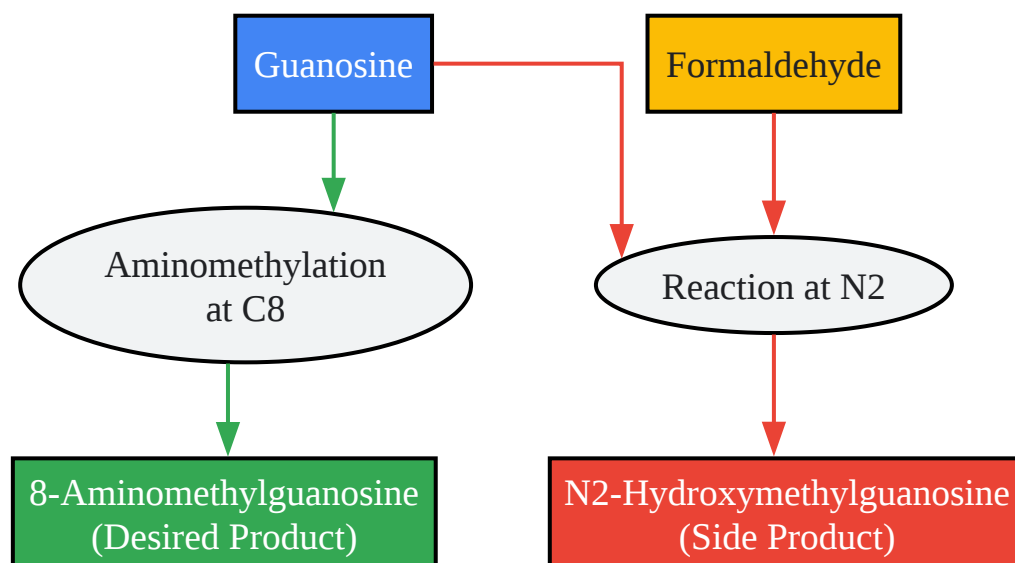 Guanosine
Formaldehyde
Aminomethylation
at C8
Reaction at N2
8-Aminomethylguanosine
(Desired Product)
N2-Hydroxymethylguanosine
(Side Product)